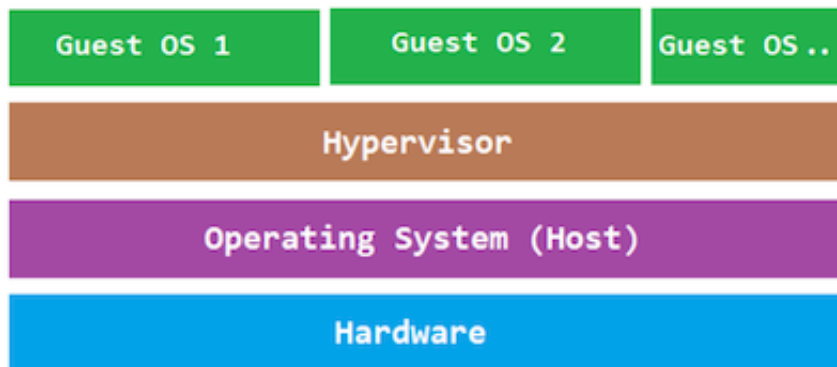 Guest OS 1
Guest OS 2
Guest OS..
Hypervisor
Operating System (Host)
Hardware